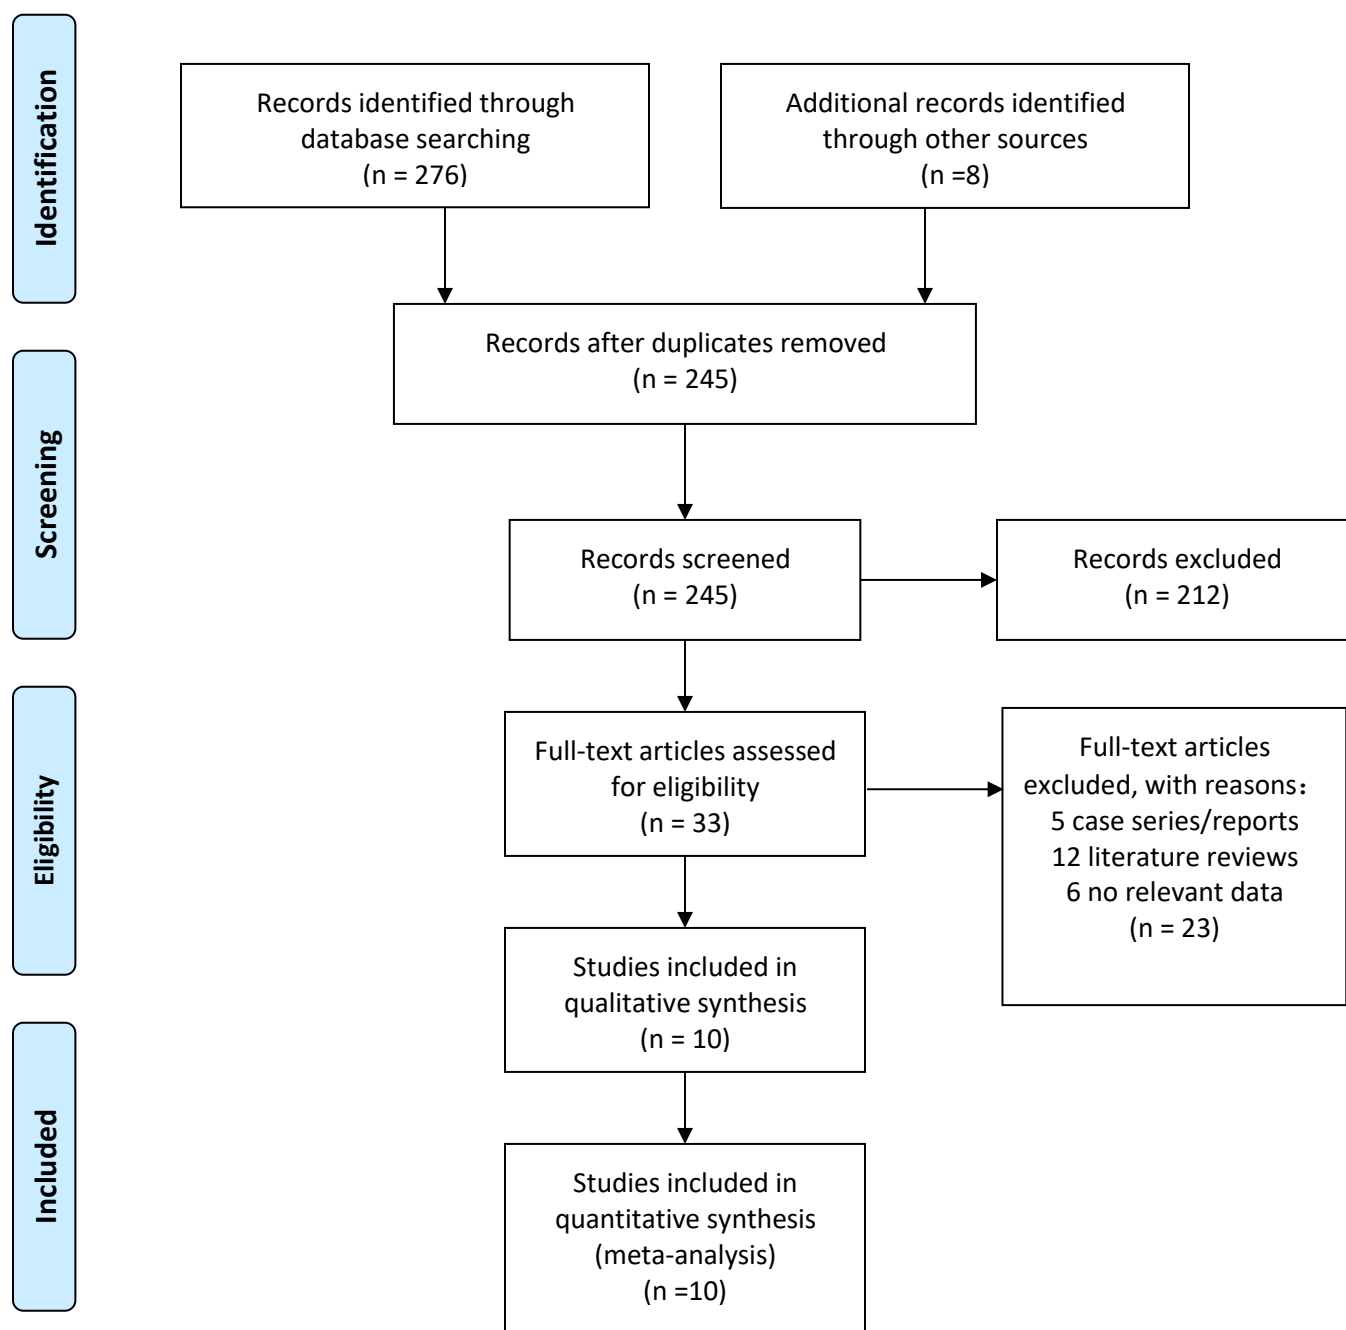 Identification
Records identified through
database searching
(n = 276)
Additional records identified
through other sources
(n =8)
Records after duplicates removed
(n = 245)
Screening
Records screened
(n = 245)
Records excluded
(n = 212)
Eligibility
Full-text articles assessed
for eligibility
(n = 33)
Full-text articles
excluded, with reasons：
5 case series/reports
12 literature reviews
6 no relevant data
(n = 23)
Studies included in
qualitative synthesis
(n = 10)
Included
Studies included in
quantitative synthesis
(meta-analysis)
(n =10)